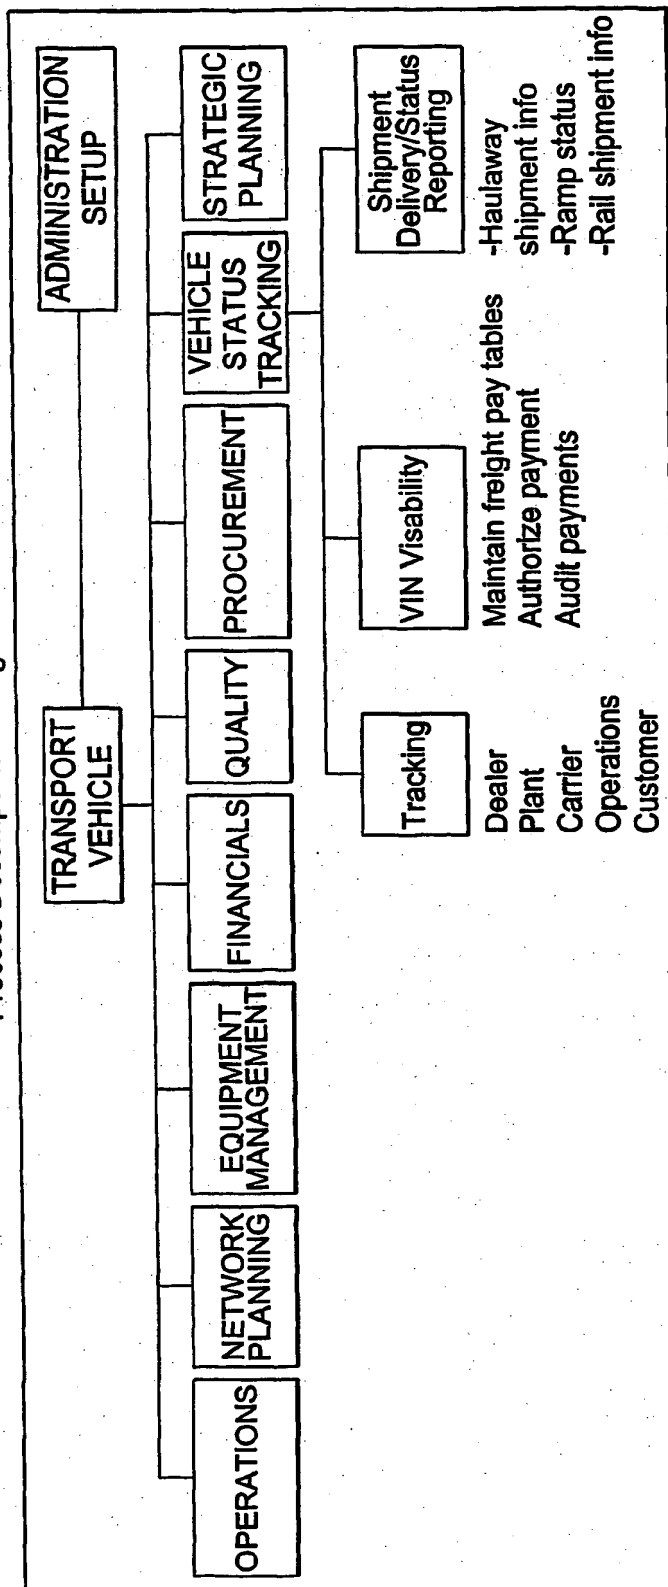 TRANSPORT
VEHICLE
ADMINISTRATION
SETUP
OPERATIONS
NETWORK
PLANNING
EQUIPMENT
MANAGEMENT
FINANCIALS
QUALITY
PROCUREMENT
VEHICLE
STATUS
TRACKING
STRATEGIC
PLANNING
Tracking
Dealer
Plant
Carrier
Operations
Customer
VIN Visability
Maintain freight pay tables
Authorize payment
Audit payments
Shipment
Delivery/Status
Reporting
-Haulaway
shipment info
-Ramp status
-Rail shipment info